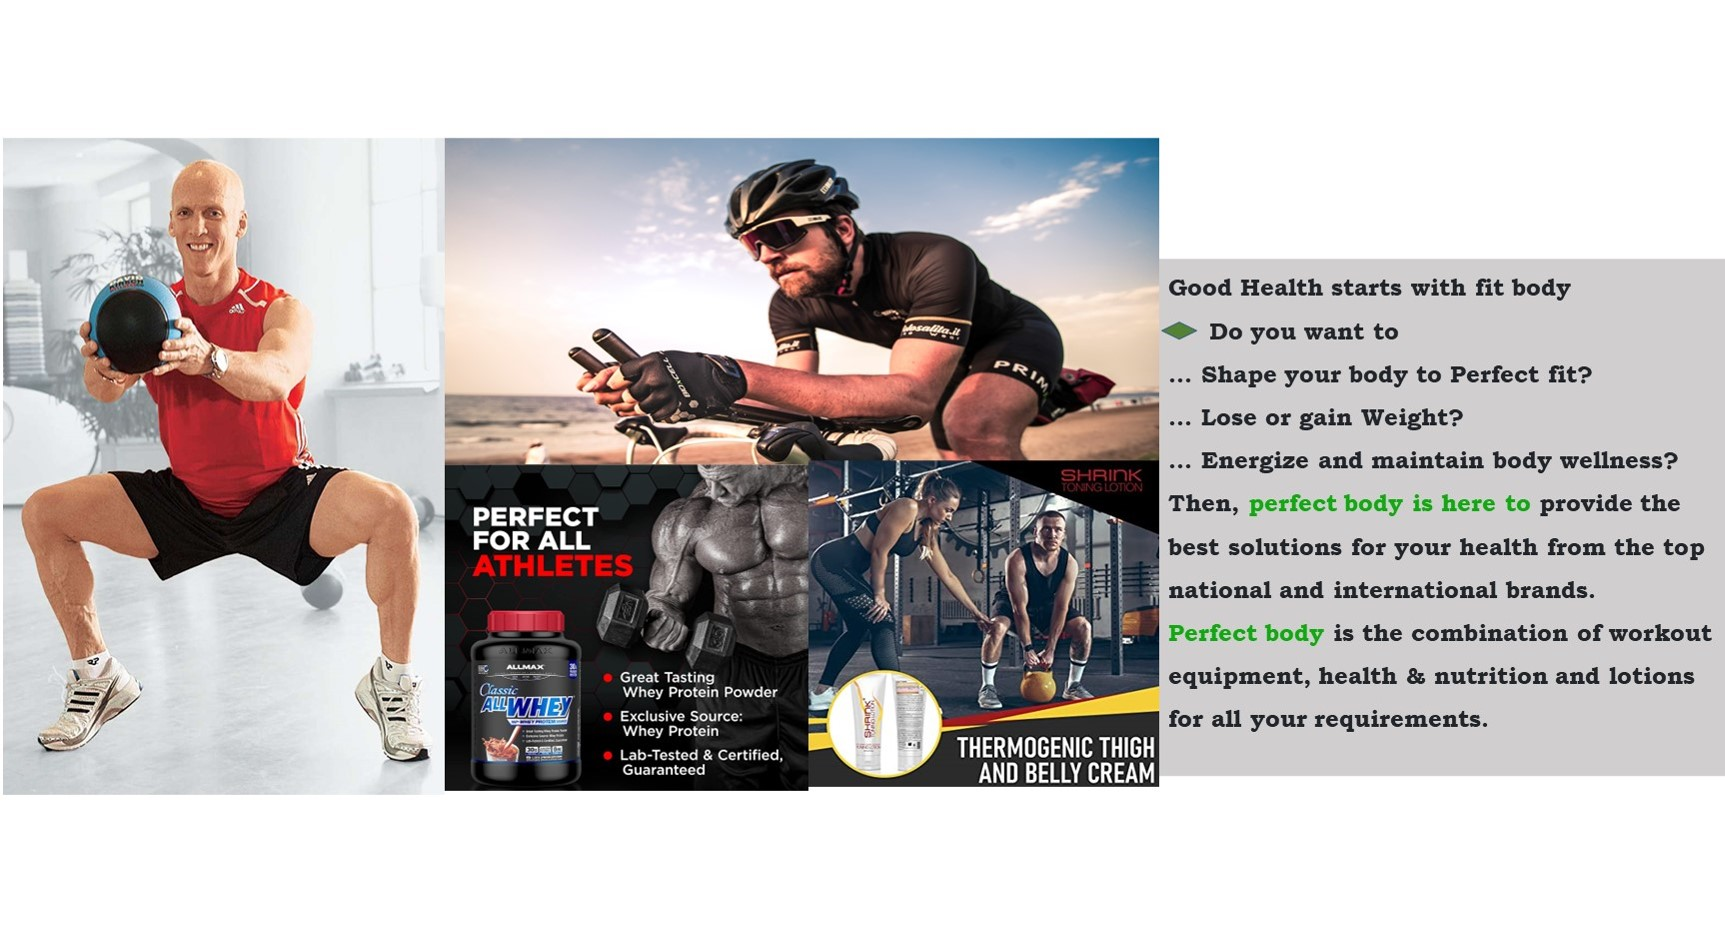 SHRINK
TONING LOTION
PERFECT
FOR ALL
ATHLETES
ALLMAX
Classic
ALLWHEY
Great Tasting
Whey Protein Powder
Exclusive Source:
Whey Protein
Lab-Tested & Certified,
Guaranteed
SHRINK
THERMOGENIC THIGH
AND BELLY CREAM
PRIM
adidas
Good Health starts with fit body
Do you want to
... Shape your body to Perfect fit?
... Lose or gain Weight?
... Energize and maintain body wellness?
Then, perfect body is here to provide the
best solutions for your health from the top
national and international brands.
Perfect body is the combination of workout
equipment, health & nutrition and lotions
for all your requirements.